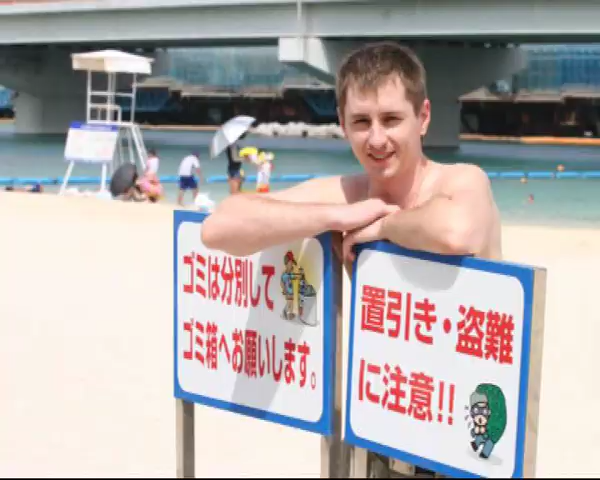 ゴミは分別して
ゴミ箱へお願いします。
置引き・盗難
に注意!!